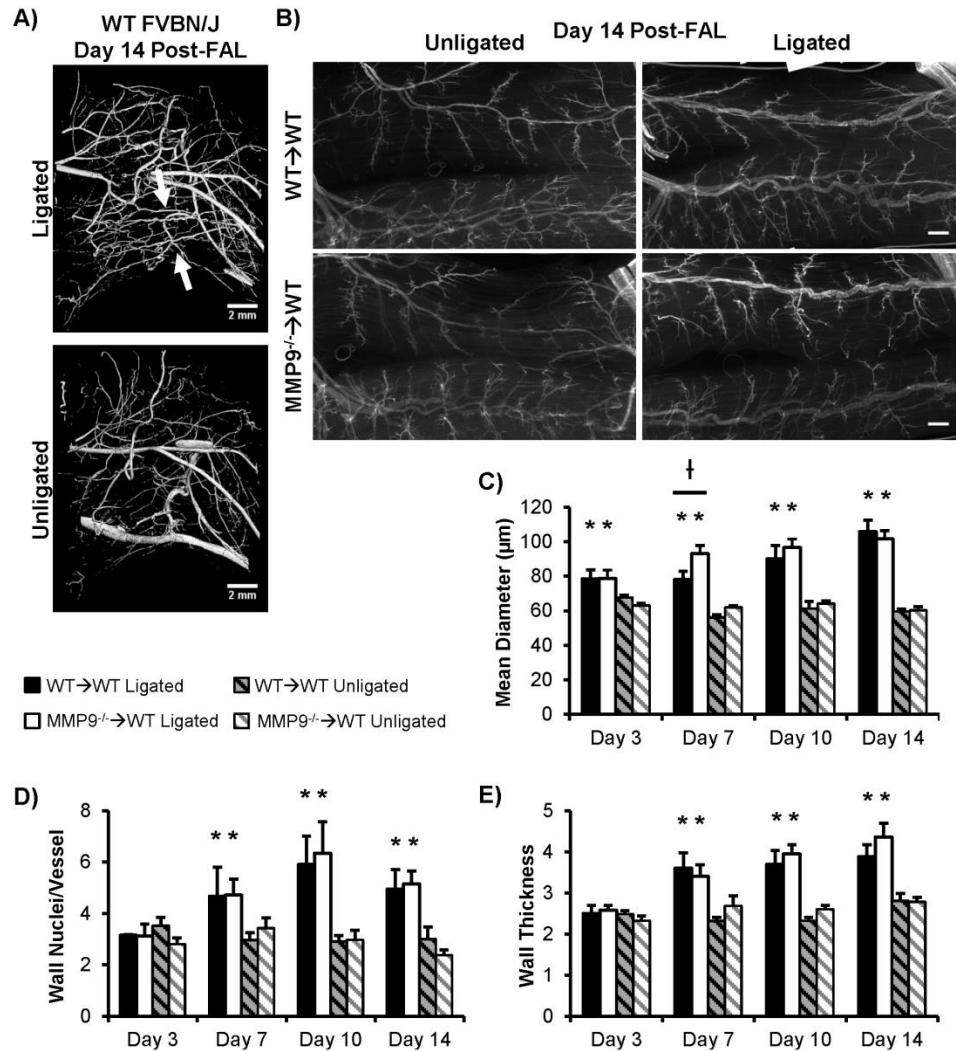 A)
WT FVBN/J
Day 14 Post-FAL
Ligated
2 mm
Unligated
2 mm
B)
Day 14 Post-FAL
Unligated
Ligated
WT→WT
MMP9-/-→WT
WT→WT Ligated
WT→WT Unligated
MMP9-/-→WT Ligated
MMP9-/-→WT Unligated
C)
Mean Diameter (µm)
120
100
80
60
40
20
0
* *
ƚ
* *
* *
* *
Day 3
Day 7
Day 10
Day 14
D)
Wall Nuclei/Vessel
8
6
4
2
0
* *
* *
* *
Day 3
Day 7
Day 10
Day 14
E)
Wall Thickness
5
4
3
2
1
0
* *
* *
* *
Day 3
Day 7
Day 10
Day 14